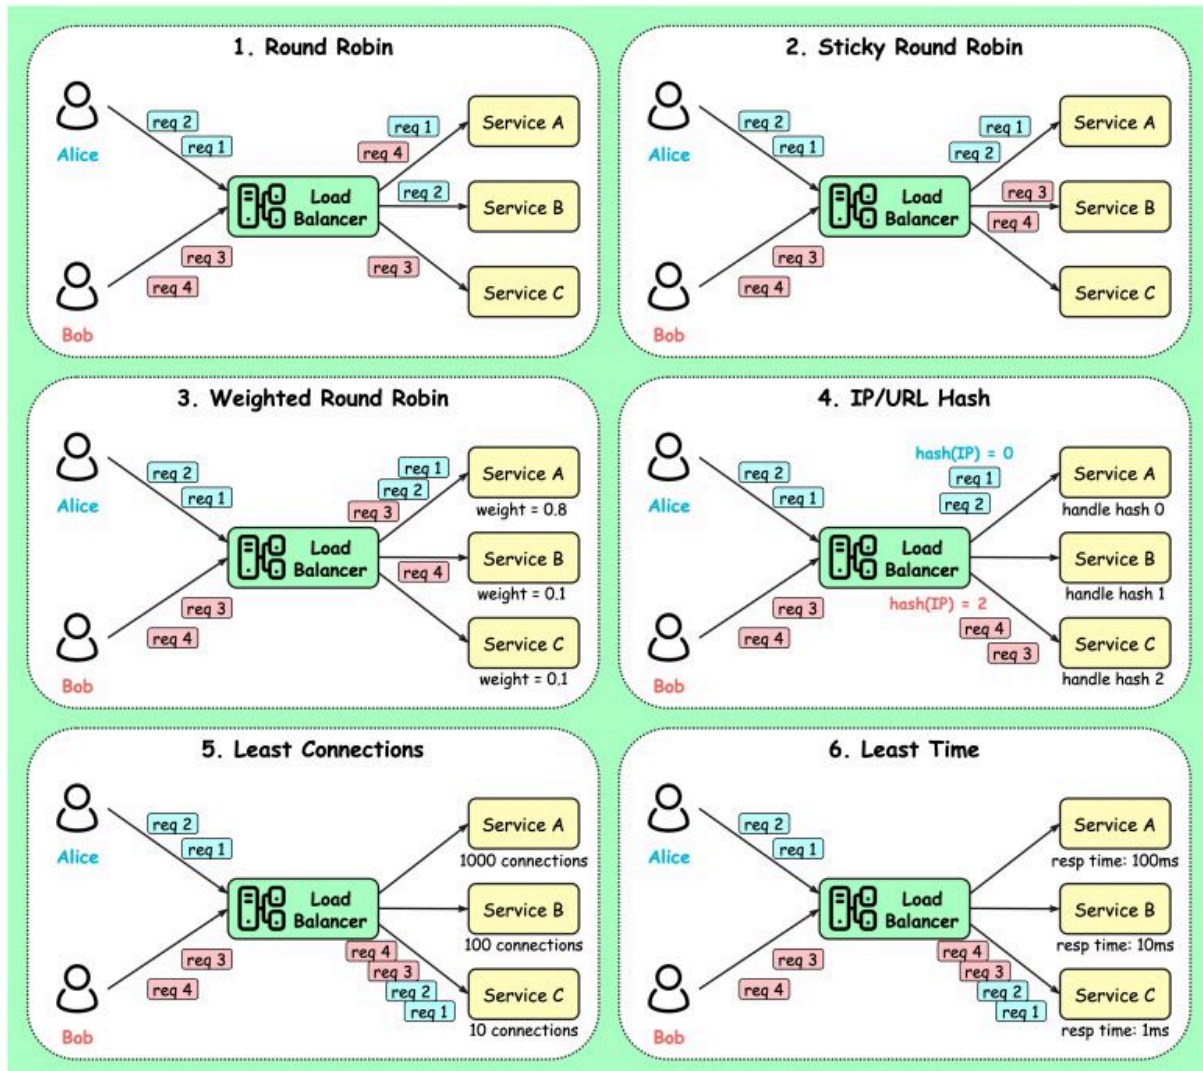 1. Round Robin
Alice
req 2
req 1
Load
Balancer
req 1
req 4
req 2
req 3
Service A
Service B
Service C
req 3
req 4
Bob
2. Sticky Round Robin
Alice
req 2
req 1
Load
Balancer
req 1
req 2
req 3
req 4
Service A
Service B
Service C
req 3
req 4
Bob
3. Weighted Round Robin
Alice
req 2
req 1
Load
Balancer
req 1
req 2
req 3
req 4
Service A
weight = 0.8
Service B
weight = 0.1
Service C
weight = 0.1
req 3
req 4
Bob
4. IP/URL Hash
Alice
req 2
req 1
Load
Balancer
hash(IP) = 0
req 1
req 2
hash(IP) = 2
req 4
req 3
Service A
handle hash 0
Service B
handle hash 1
Service C
handle hash 2
req 3
req 4
Bob
5. Least Connections
Alice
req 2
req 1
Load
Balancer
req 4
req 3
req 2
req 1
Service A
1000 connections
Service B
100 connections
Service C
10 connections
req 3
req 4
Bob
6. Least Time
Alice
req 2
req 1
Load
Balancer
req 4
req 3
req 2
req 1
Service A
resp time: 100ms
Service B
resp time: 10ms
Service C
resp time: 1ms
req 3
req 4
Bob